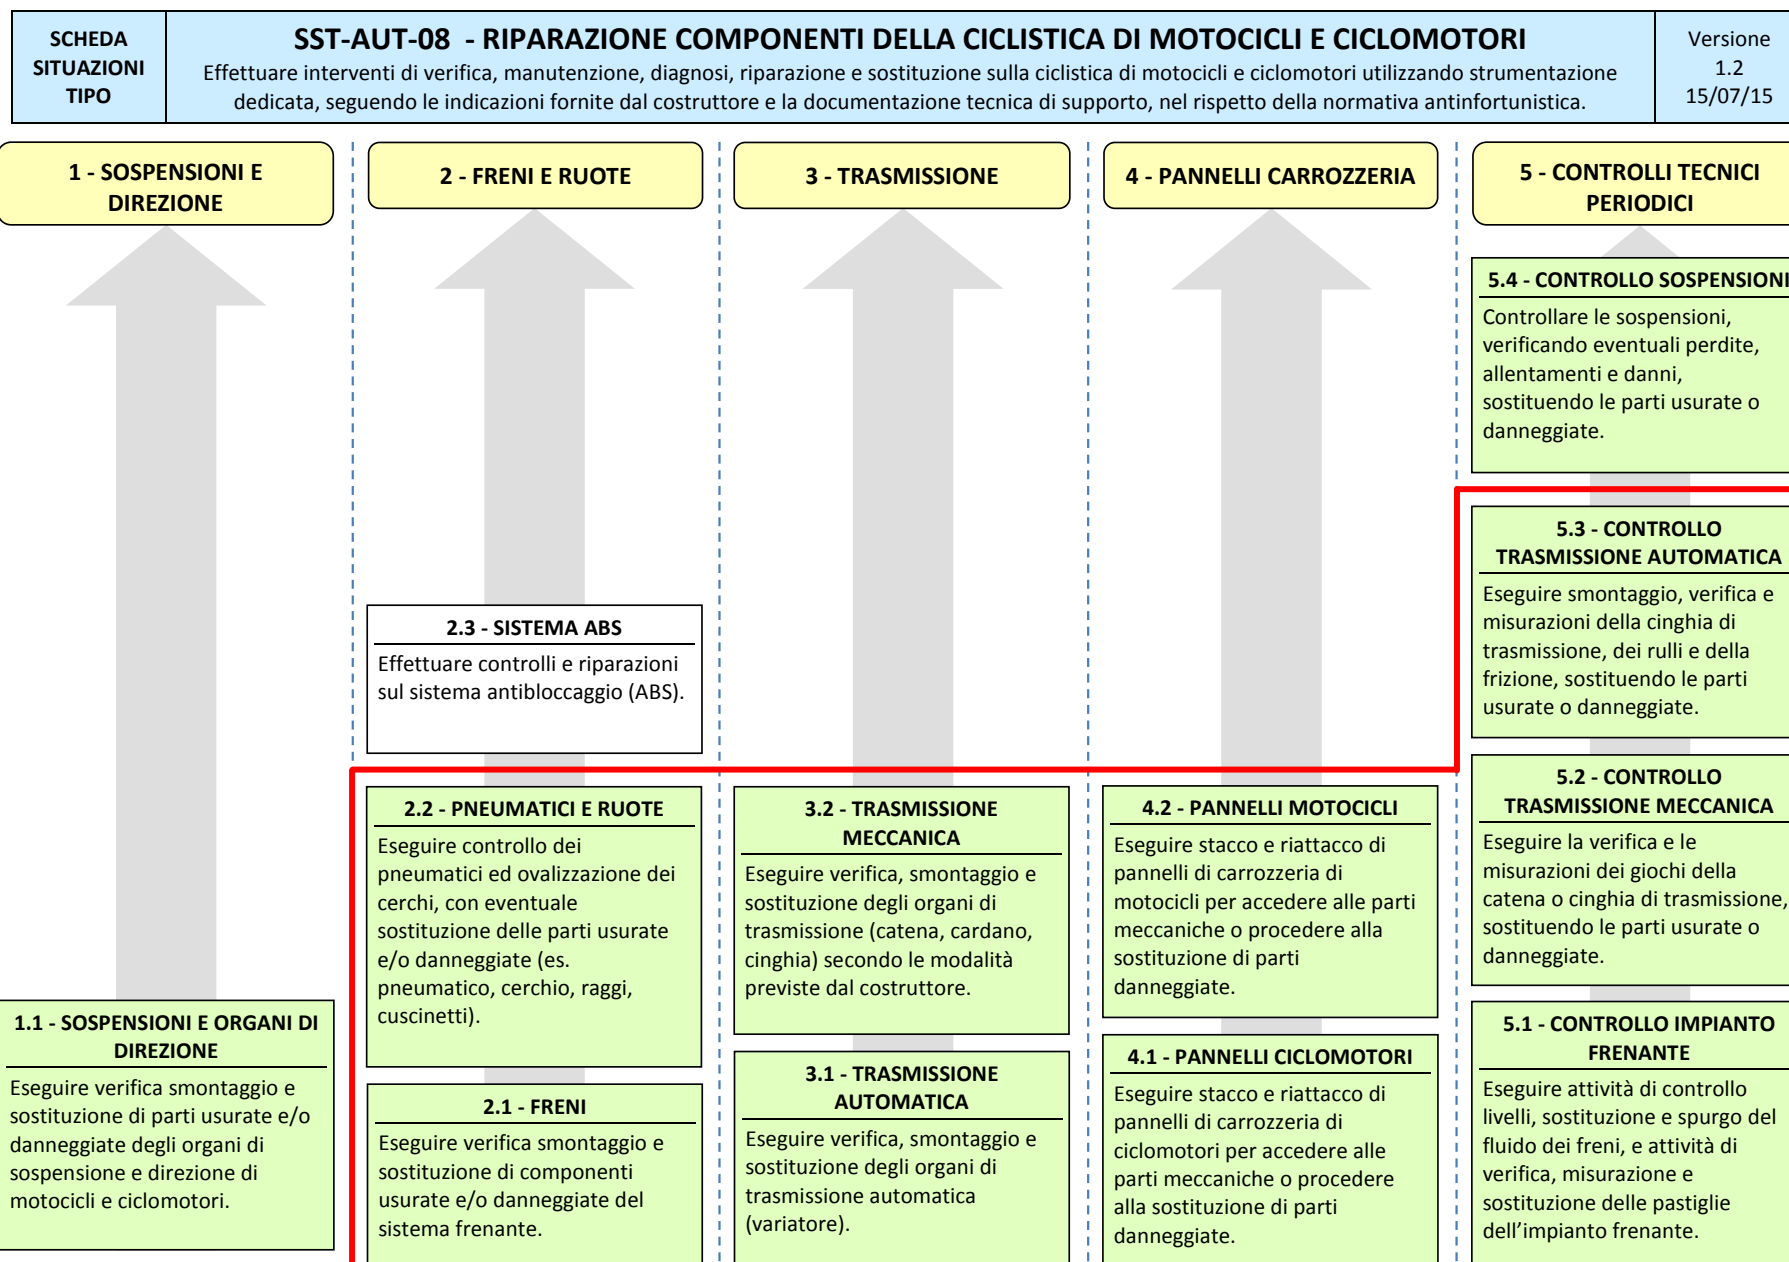 SCHEDA
SITUAZIONI
TIPO
SST-AUT-08 - RIPARAZIONE COMPONENTI DELLA CICLISTICA DI MOTOCICLI E CICLOMOTORI
Effettuare interventi di verifica, manutenzione, diagnosi, riparazione e sostituzione sulla ciclistica di motocicli e ciclomotori utilizzando strumentazione
dedicata, seguendo le indicazioni fornite dal costruttore e la documentazione tecnica di supporto, nel rispetto della normativa antinfortunistica.
Versione
1.2
15/07/15
1 - SOSPENSIONI E
DIREZIONE
1.1 - SOSPENSIONI E ORGANI DI
DIREZIONE
Eseguire verifica smontaggio e
sostituzione di parti usurate e/o
danneggiate degli organi di
sospensione e direzione di
motocicli e ciclomotori.
2 - FRENI E RUOTE
2.3 - SISTEMA ABS
Effettuare controlli e riparazioni
sul sistema antibloccaggio (ABS).
2.2 - PNEUMATICI E RUOTE
Eseguire controllo dei
pneumatici ed ovalizzazione dei
cerchi, con eventuale
sostituzione delle parti usurate
e/o danneggiate (es.
pneumatico, cerchio, raggi,
cuscinetti).
2.1 - FRENI
Eseguire verifica smontaggio e
sostituzione di componenti
usurate e/o danneggiate del
sistema frenante.
3 - TRASMISSIONE
3.2 - TRASMISSIONE
MECCANICA
Eseguire verifica, smontaggio e
sostituzione degli organi di
trasmissione (catena, cardano,
cinghia) secondo le modalità
previste dal costruttore.
3.1 - TRASMISSIONE
AUTOMATICA
Eseguire verifica, smontaggio e
sostituzione degli organi di
trasmissione automatica
(variatore).
4 - PANNELLI CARROZZERIA
4.2 - PANNELLI MOTOCICLI
Eseguire stacco e riattacco di
pannelli di carrozzeria di
motocicli per accedere alle parti
meccaniche o procedere alla
sostituzione di parti
danneggiate.
4.1 - PANNELLI CICLOMOTORI
Eseguire stacco e riattacco di
pannelli di carrozzeria di
ciclomotori per accedere alle
parti meccaniche o procedere
alla sostituzione di parti
danneggiate.
5 - CONTROLLI TECNICI
PERIODICI
5.4 - CONTROLLO SOSPENSIONI
Controllare le sospensioni,
verificando eventuali perdite,
allentamenti e danni,
sostituendo le parti usurate o
danneggiate.
5.3 - CONTROLLO
TRASMISSIONE AUTOMATICA
Eseguire smontaggio, verifica e
misurazioni della cinghia di
trasmissione, dei rulli e della
frizione, sostituendo le parti
usurate o danneggiate.
5.2 - CONTROLLO
TRASMISSIONE MECCANICA
Eseguire la verifica e le
misurazioni dei giochi della
catena o cinghia di trasmissione,
sostituendo le parti usurate o
danneggiate.
5.1 - CONTROLLO IMPIANTO
FRENANTE
Eseguire attività di controllo
livelli, sostituzione e spurgo del
fluido dei freni, e attività di
verifica, misurazione e
sostituzione delle pastiglie
dell'impianto frenante.